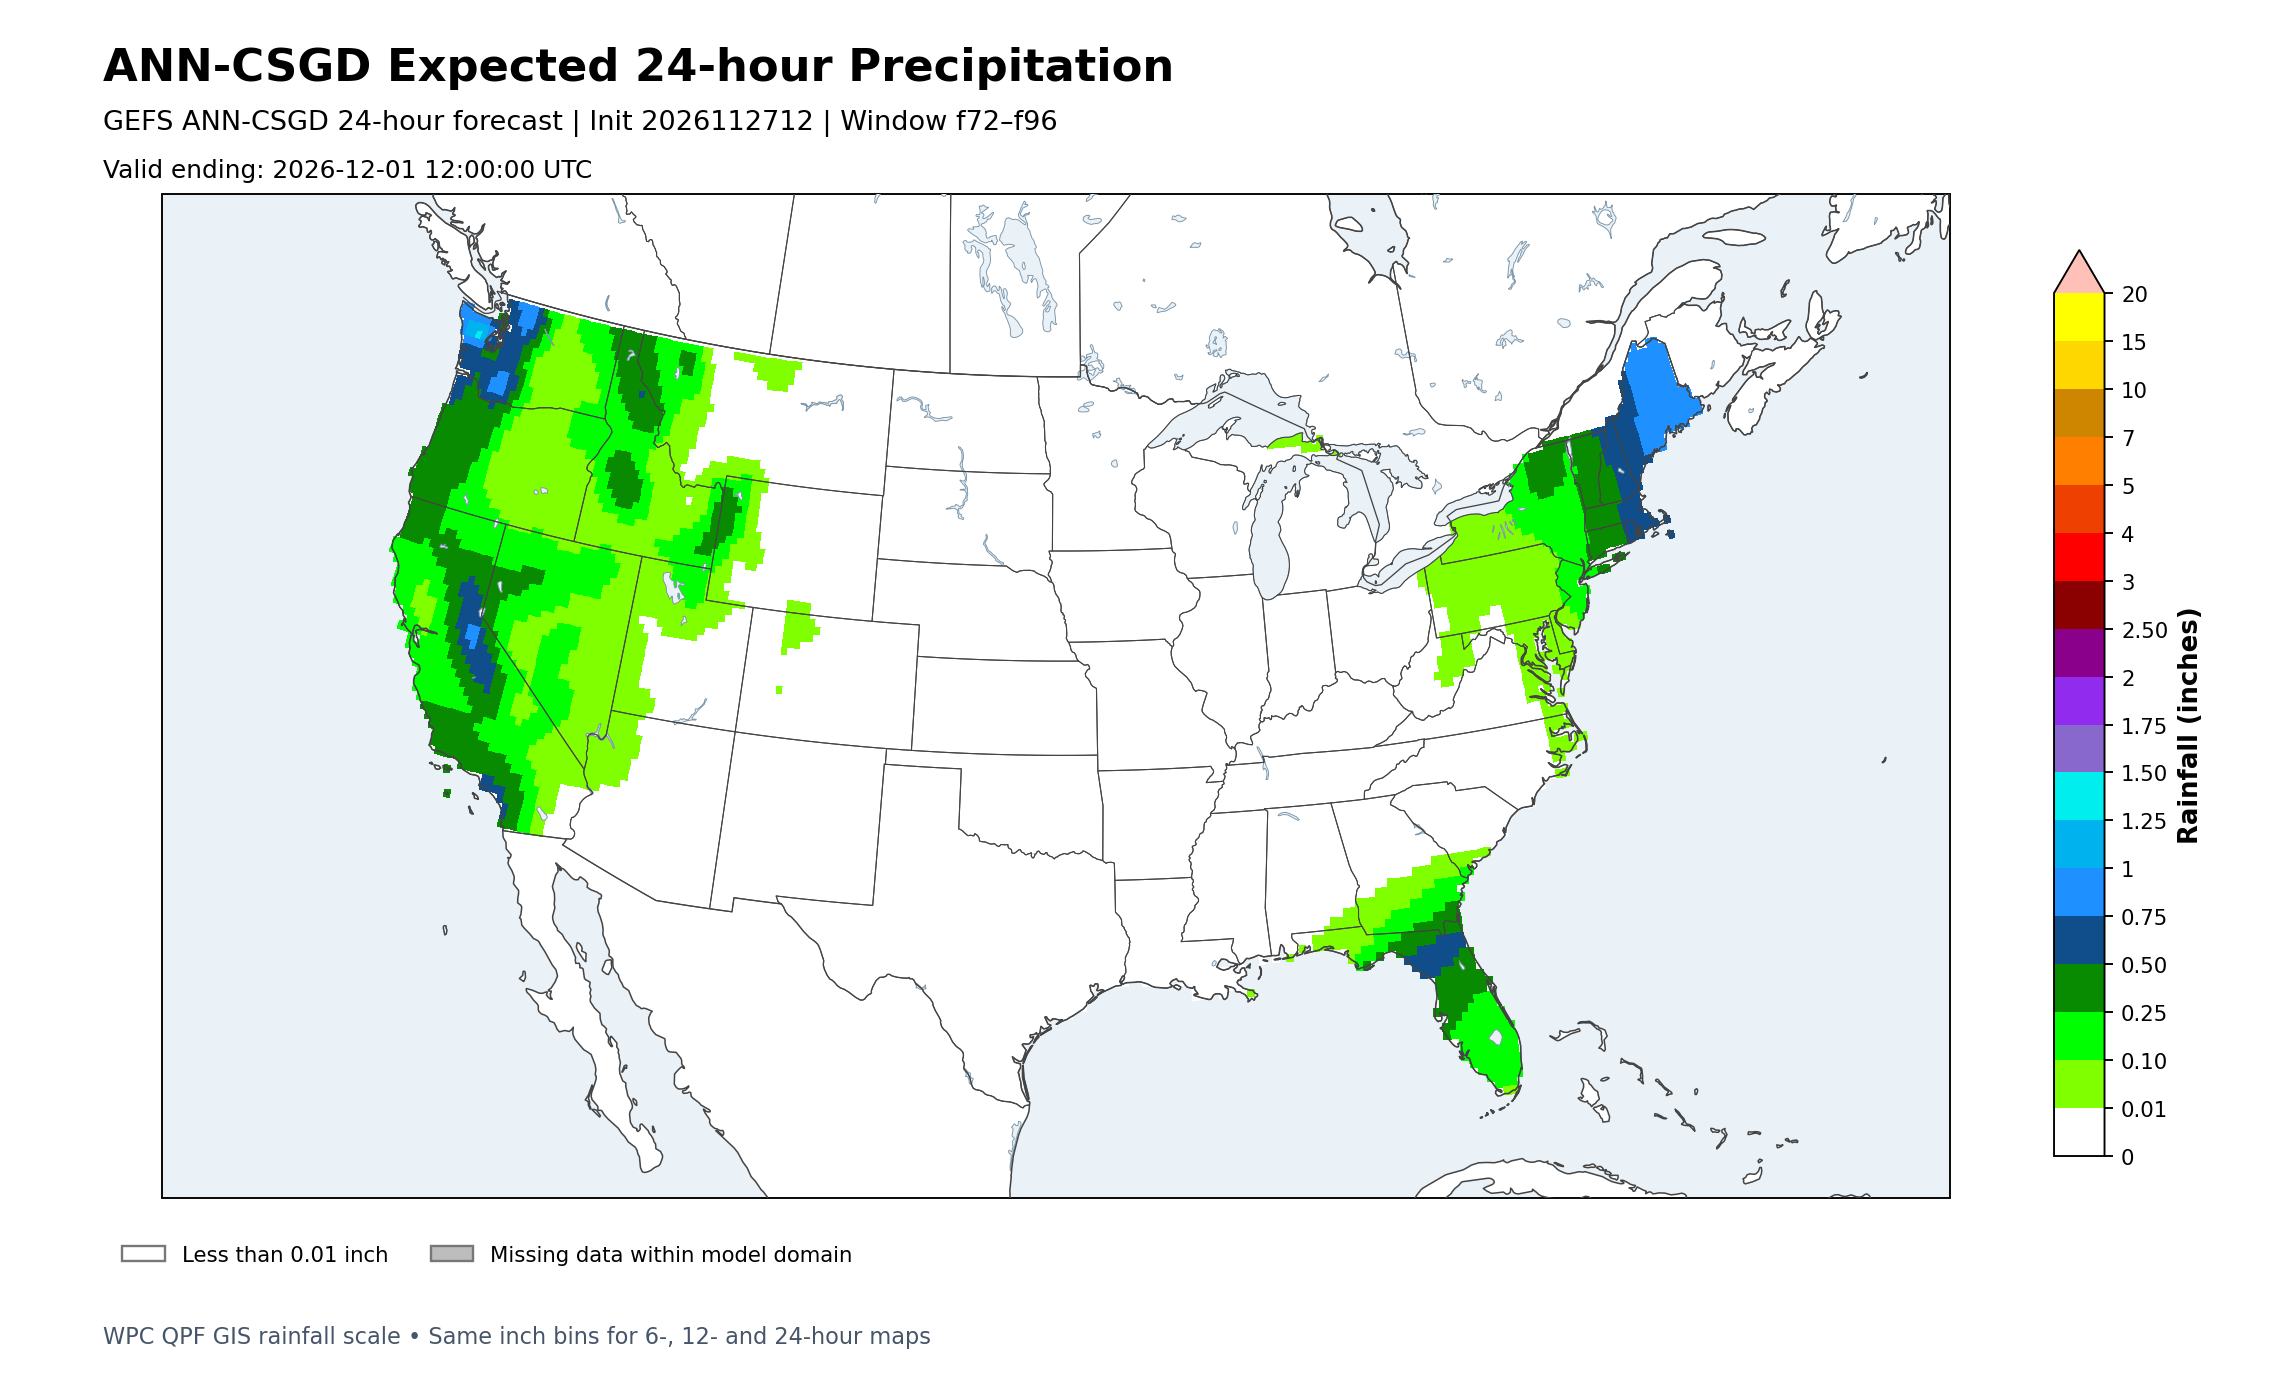 ANN-CSGD Expected 24-hour Precipitation
GEFS ANN-CSGD 24-hour forecast | Init 2026112712 | Window f72–f96
Valid ending: 2026-12-01 12:00:00 UTC
20
15
10
7
5
4
3
2.50
2
1.75
1.50
1.25
1
0.75
0.50
0.25
0.10
0.01
0
Rainfall (inches)
Less than 0.01 inch
Missing data within model domain
WPC QPF GIS rainfall scale • Same inch bins for 6-, 12- and 24-hour maps